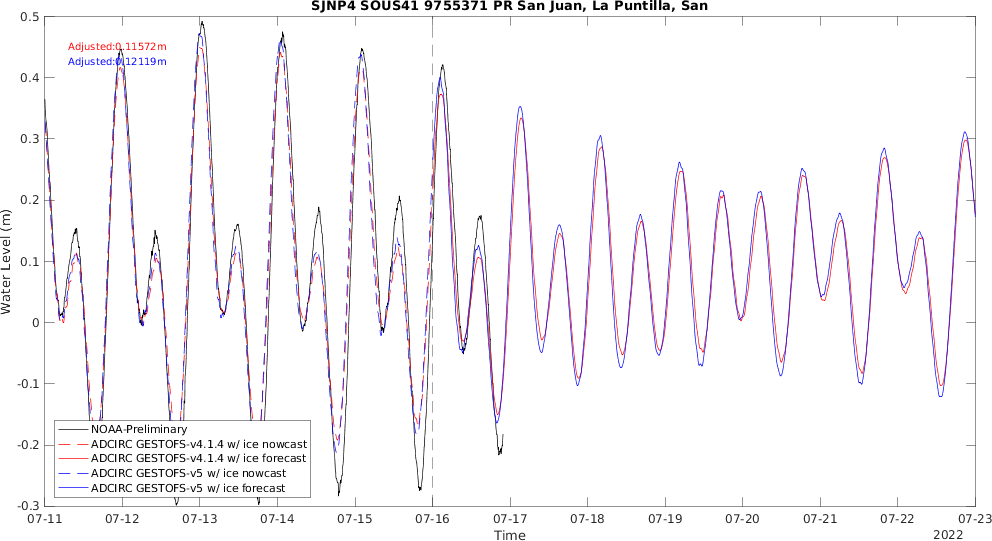 SJNP4 SOUS41 9755371 PR San Juan, La Puntilla, San
Adjusted:0.11572m
Adjusted:0.12119m
Water Level (m)
0.5
0.4
0.3
0.2
0.1
0
-0.1
-0.2
-0.3
NOAA-Preliminary
ADCIRC GESTOFS-v4.1.4 w/ ice nowcast
ADCIRC GESTOFS-v4.1.4 w/ ice forecast
ADCIRC GESTOFS-v5 w/ ice nowcast
ADCIRC GESTOFS-v5 w/ ice forecast
07-11 07-12 07-13 07-14 07-15 07-16 07-17 07-18 07-19 07-20 07-21 07-22 07-23
Time
2022